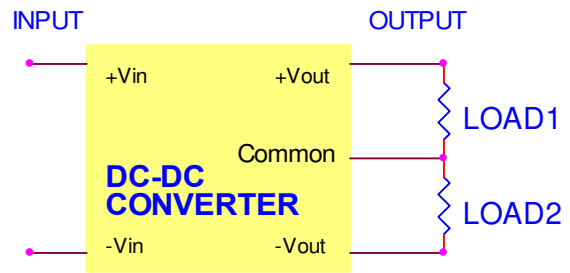 INPUT OUTPUT
+Vin +Vout
LOAD1
Common
DC-DC
CONVERTER
LOAD2
-Vin -Vout